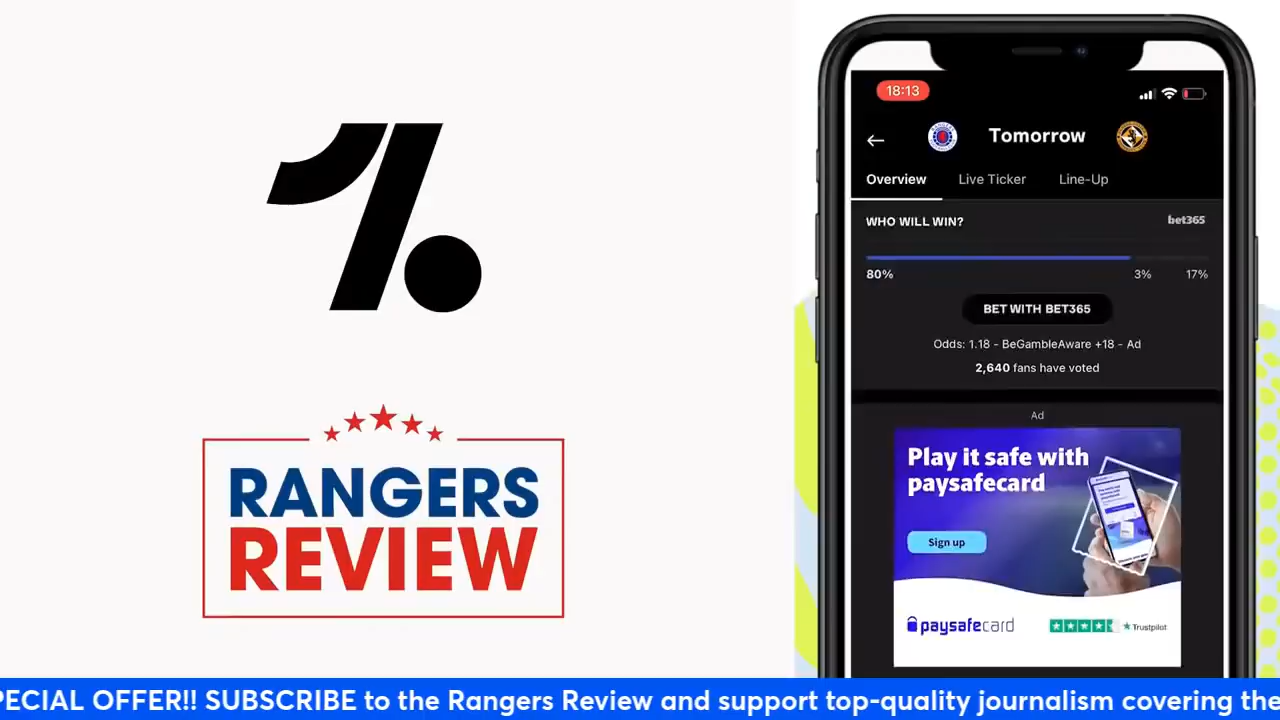 1.
RANGERS
REVIEW
18:13
Tomorrow
Overview Live Ticker Line-Up
WHO WILL WIN? bet365
80% 3% 17%
BET WITH BET365
Odds: 1.18 - BeGambleAware +18 - Ad
2,640 fans have voted
Ad
Play it safe with
paysafecard
Sign up
paysafecard Trustpilot
PECIAL OFFER!! SUBSCRIBE to the Rangers Review and support top-quality journalism covering the